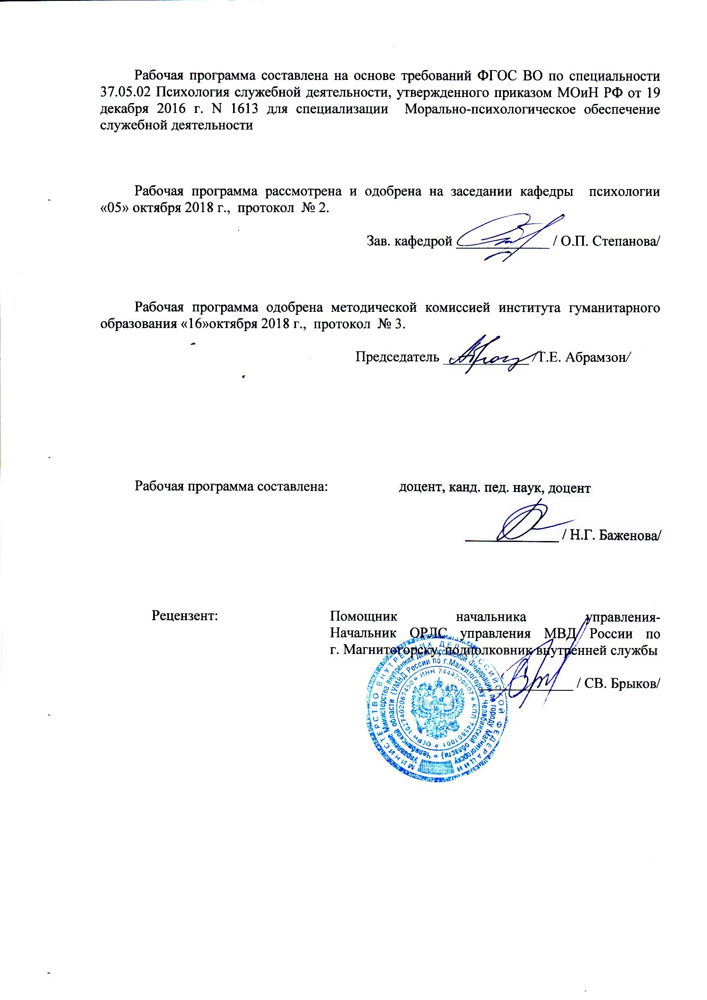 Рабочая программа составлена на основе требований ФГОС ВО по специальности
37.05.02 Психология служебной деятельности, утвержденного приказом МОиН РФ от 19
декабря 2016 г. N 1613 для специализации Морально-психологическое обеспечение
служебной деятельности
Рабочая программа рассмотрена и одобрена на заседании кафедры психологии
«05» октября 2018 г., протокол № 2.
Зав. кафедрой / О.П. Степанова/
Рабочая программа одобрена методической комиссией института гуманитарного
образования «16»октября 2018 г., протокол № 3.
Председатель /Т.Е. Абрамзон/
Рабочая программа составлена: доцент, канд. пед. наук, доцент
/ Н.Г. Баженова/
Рецензент: Помощник начальника управления-
Начальник ОРЛС управления МВД России по
г. Магнитогорску, подполковник внутренней службы
/ СВ. Брыков/
МИНИСТЕРСТВО ВНУТРЕННИХ ДЕЛ РОССИЙСКОЙ ФЕДЕРАЦИИ
Управление Министерства внутренних дел Российской Федерации по городу Магнитогорску
Челябинской области (УМВД России по г.Магнитогорску Челябинской области) *
* ОГРН 1027402067450 * ИНН 7444200607 * КПП 745601001